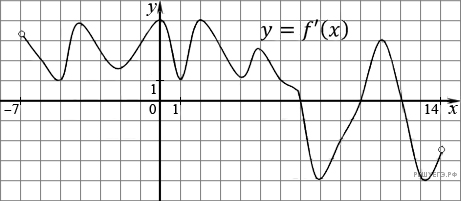 y
y = f'(x)
1
−7 0 1 14 x
РЕШУЕГЭ.РФ